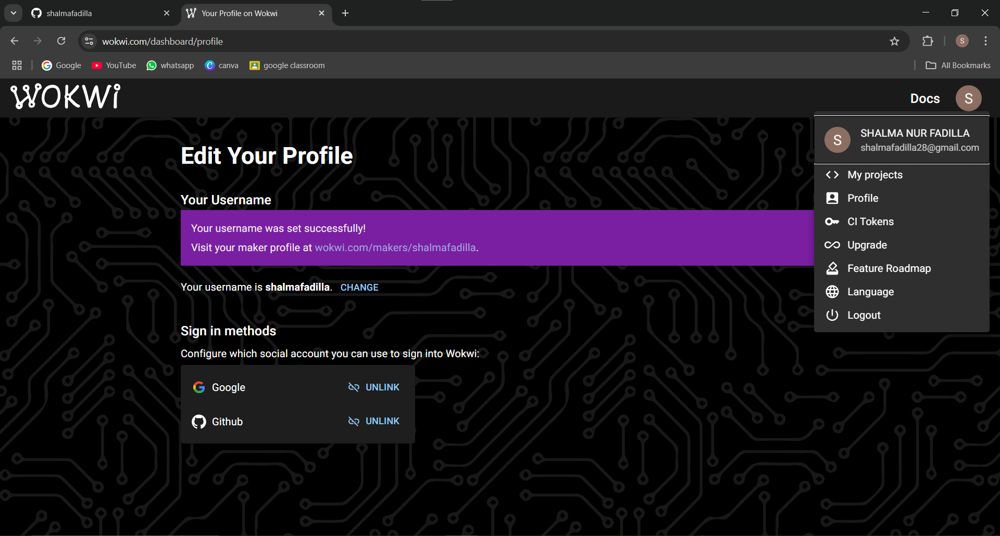 shalmafadilla
Your Profile on Wokwi
wokwi.com/dashboard/profile
S
Google
YouTube
whatsapp
canva
google classroom
All Bookmarks
WOKWi
Docs
S
Edit Your Profile
S
SHALMA NUR FADILLA
shalmafadilla28@gmail.com
My projects
Profile
CI Tokens
Upgrade
Feature Roadmap
Language
Logout
Your Username
Your username was set successfully!
Visit your maker profile at wokwi.com/makers/shalmafadilla.
Your username is shalmafadilla. CHANGE
Sign in methods
Configure which social account you can use to sign into Wokwi:
Google UNLINK
Github UNLINK